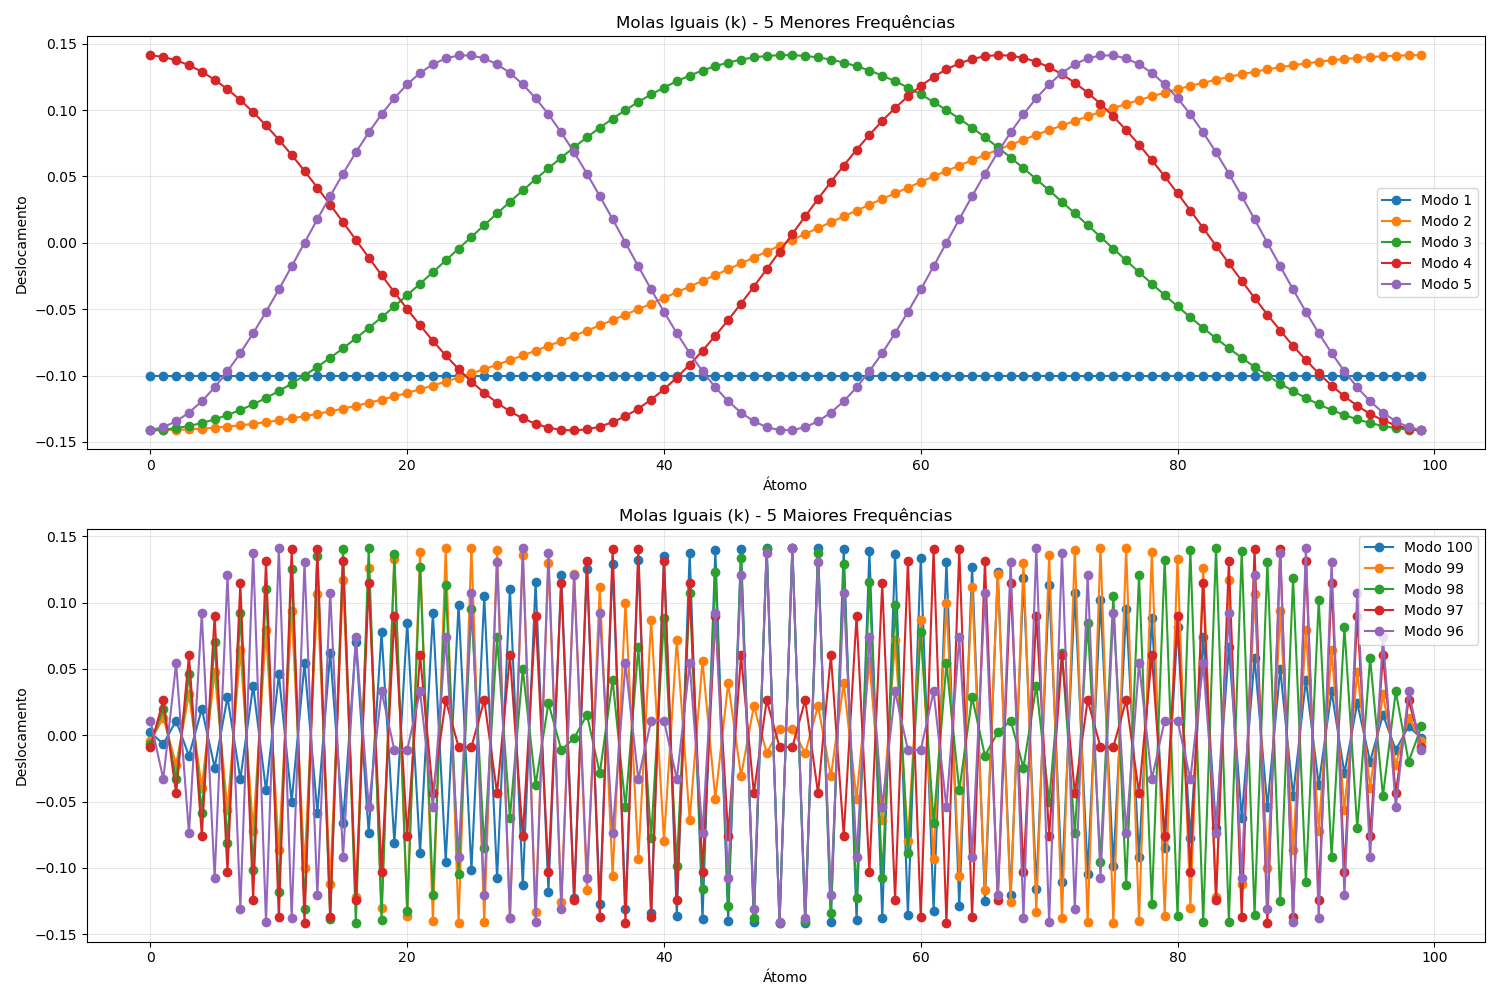 Molas Iguais (k) - 5 Menores Frequências
0.15
0.10
0.05
0.00
−0.05
−0.10
−0.15
Deslocamento
Modo 1
Modo 2
Modo 3
Modo 4
Modo 5
0 20 40 60 80 100
Átomo
Molas Iguais (k) - 5 Maiores Frequências
0.15
0.10
0.05
0.00
−0.05
−0.10
−0.15
Deslocamento
Modo 100
Modo 99
Modo 98
Modo 97
Modo 96
0 20 40 60 80 100
Átomo